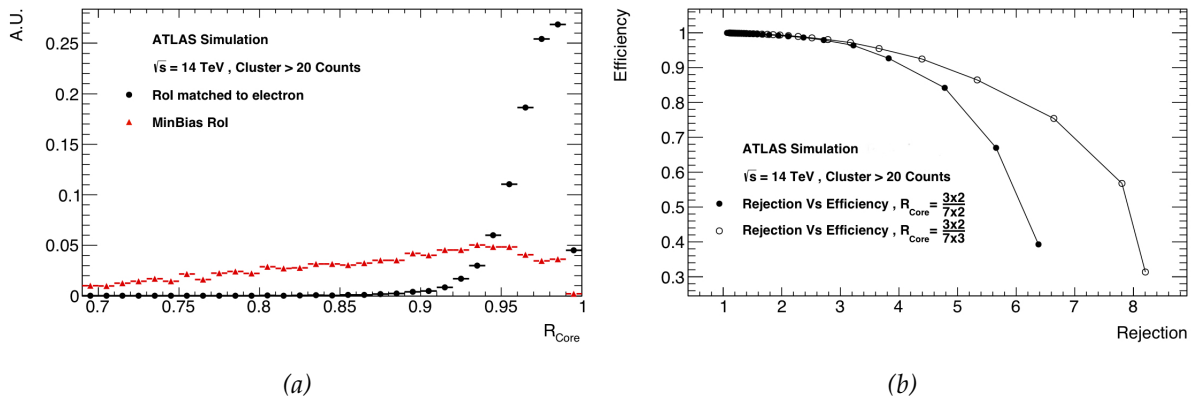 A.U.
0.25
0.2
0.15
0.1
0.05
0
ATLAS Simulation
√s = 14 TeV , Cluster > 20 Counts
RoI matched to electron
MinBias RoI
0.7 0.75 0.8 0.85 0.9 0.95 1
R_Core
(a)
Efficiency
1
0.9
0.8
0.7
0.6
0.5
0.4
0.3
ATLAS Simulation
√s = 14 TeV , Cluster > 20 Counts
Rejection Vs Efficiency , R_Core = 3x2/7x2
Rejection Vs Efficiency , R_Core = 3x2/7x3
1 2 3 4 5 6 7 8
Rejection
(b)